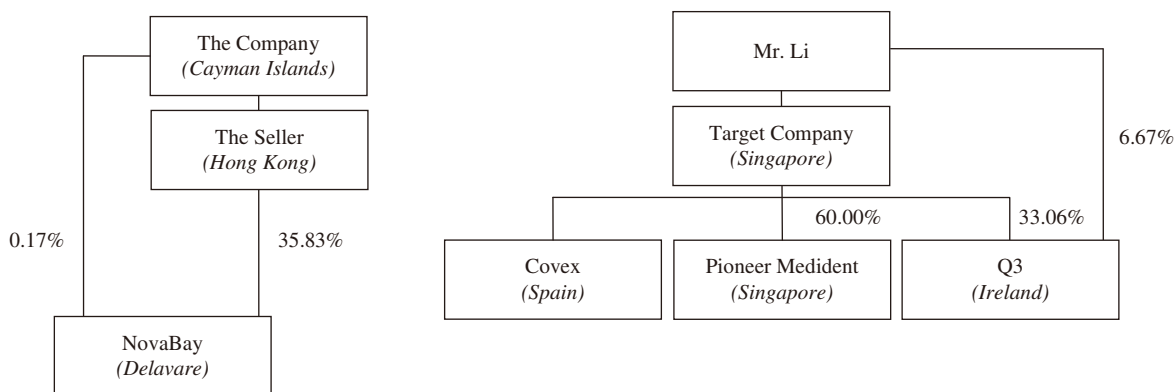 The Company
(Cayman Islands)
The Seller
(Hong Kong)
0.17%
35.83%
NovaBay
(Delavare)
Mr. Li
Target Company
(Singapore)
6.67%
60.00%
33.06%
Covex
(Spain)
Pioneer Medident
(Singapore)
Q3
(Ireland)